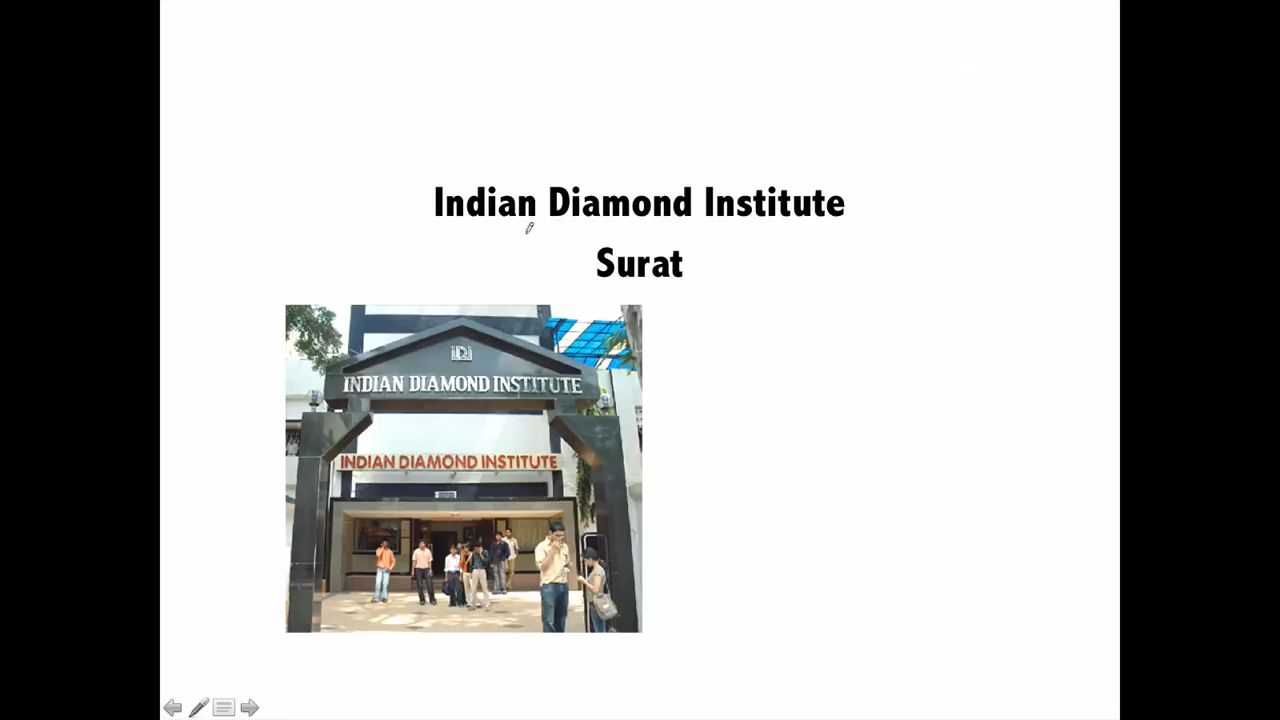 Indian Diamond Institute
Surat
IDI
INDIAN DIAMOND INSTITUTE
INDIAN DIAMOND INSTITUTE